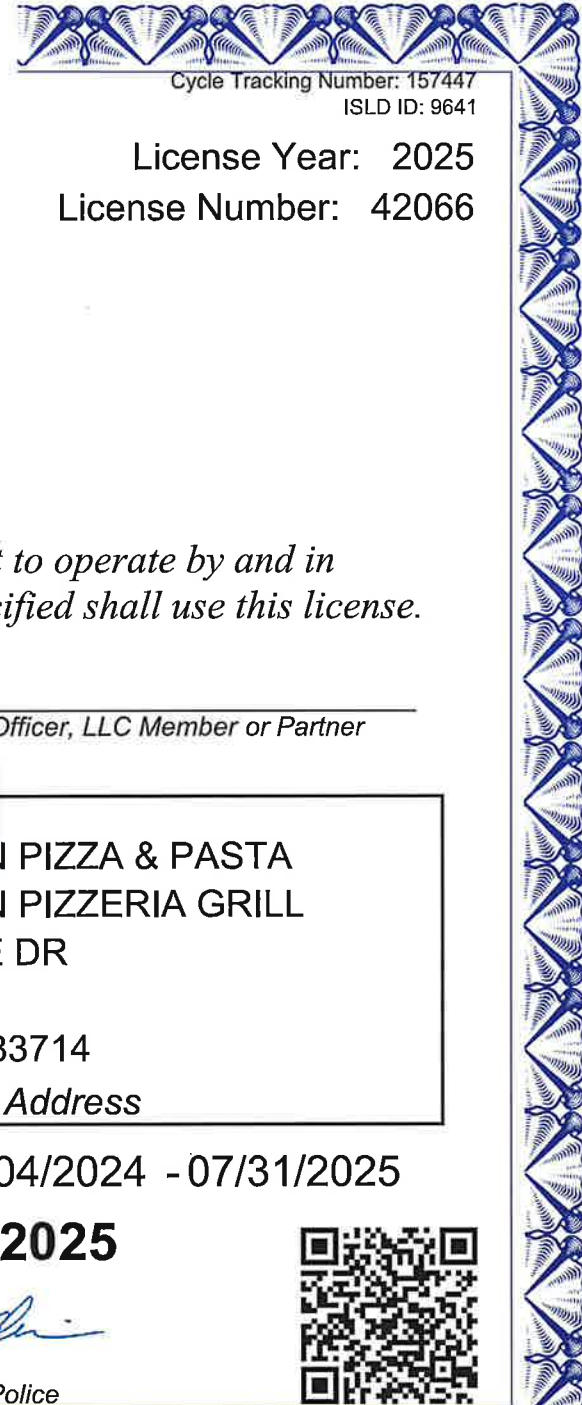 Cycle Tracking Number: 157447
ISLD ID: 9641
License Year: 2025
License Number: 42066
to operate by and in
cified shall use this license.
Officer, LLC Member or Partner
N PIZZA & PASTA
N PIZZERIA GRILL
E DR
83714
Address
04/2024 - 07/31/2025
2025
Police